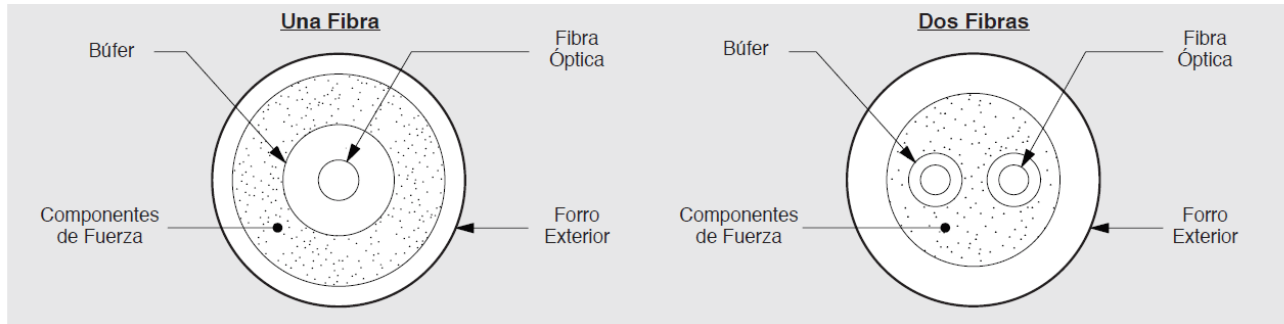 Una Fibra
Búfer
Fibra
Óptica
Componentes
de Fuerza
Forro
Exterior
Dos Fibras
Búfer
Fibra
Óptica
Componentes
de Fuerza
Forro
Exterior